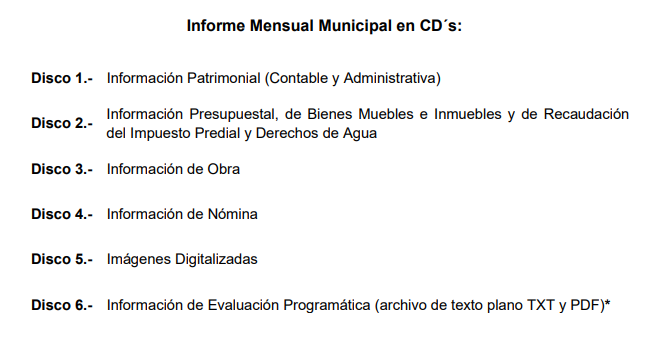 Informe Mensual Municipal en CD´s:
Disco 1.- Información Patrimonial (Contable y Administrativa)
Disco 2.- Información Presupuestal, de Bienes Muebles e Inmuebles y de Recaudación
del Impuesto Predial y Derechos de Agua
Disco 3.- Información de Obra
Disco 4.- Información de Nómina
Disco 5.- Imágenes Digitalizadas
Disco 6.- Información de Evaluación Programática (archivo de texto plano TXT y PDF)*